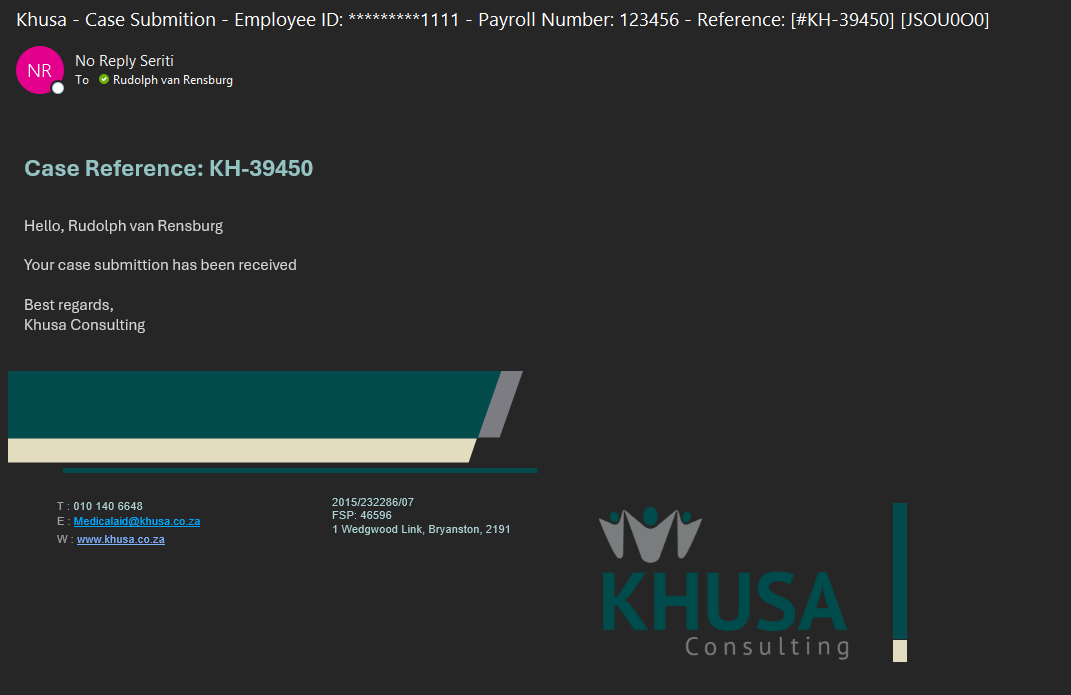 Khusa - Case Submition - Employee ID: *********1111 - Payroll Number: 123456 - Reference: [#KH-39450] [JSOU0O0]
NR
No Reply Seriti
To Rudolph van Rensburg
Case Reference: KH-39450
Hello, Rudolph van Rensburg
Your case submittion has been received
Best regards,
Khusa Consulting
T : 010 140 6648
E : Medicalaid@khusa.co.za
W : www.khusa.co.za
2015/232286/07
FSP: 46596
1 Wedgwood Link, Bryanston, 2191
KHUSA
Consulting